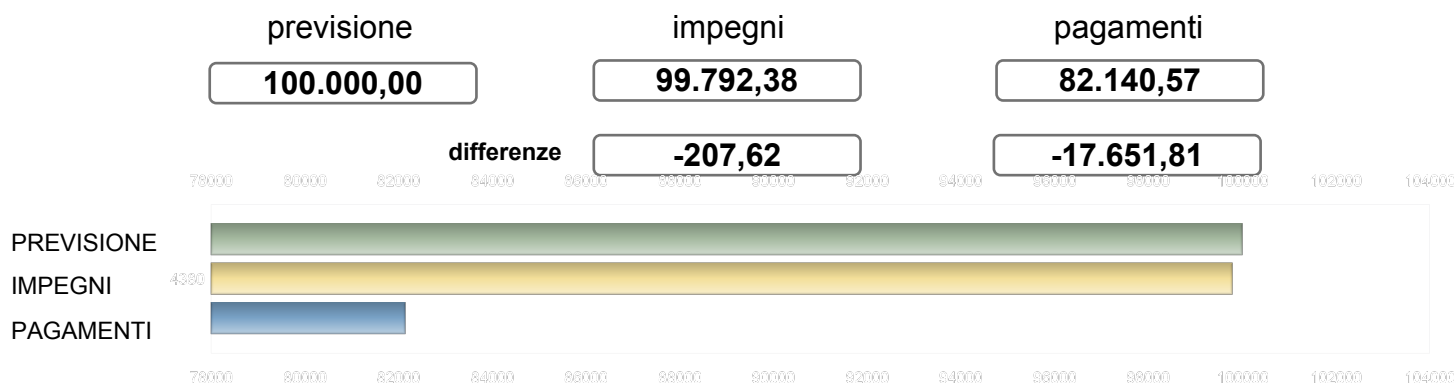 previsione impegni pagamenti
100.000,00 99.792,38 82.140,57
differenze -207,62 -17.651,81
78000 80000 82000 84000 86000 88000 90000 92000 94000 96000 98000 100000 102000 104000
PREVISIONE
IMPEGNI 4380
PAGAMENTI
78000 80000 82000 84000 86000 88000 90000 92000 94000 96000 98000 100000 102000 104000